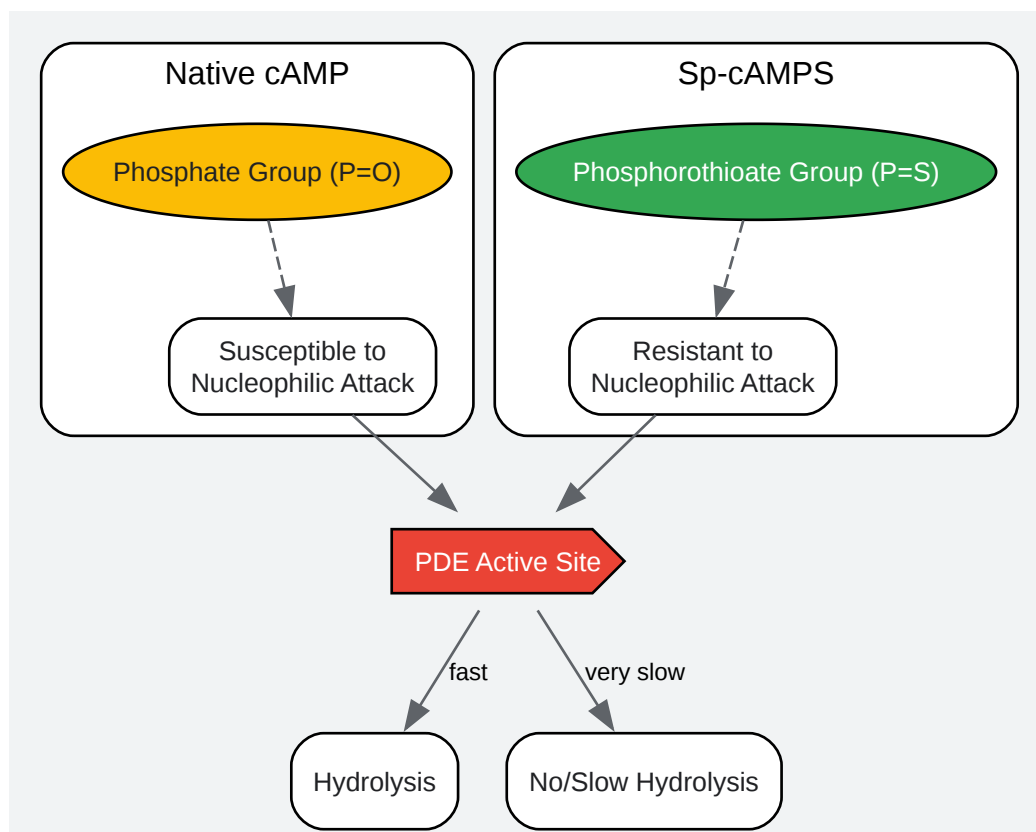 Native cAMP
Phosphate Group (P=O)
Susceptible to
Nucleophilic Attack
Sp-cAMPS
Phosphorothioate Group (P=S)
Resistant to
Nucleophilic Attack
PDE Active Site
fast
very slow
Hydrolysis
No/Slow Hydrolysis